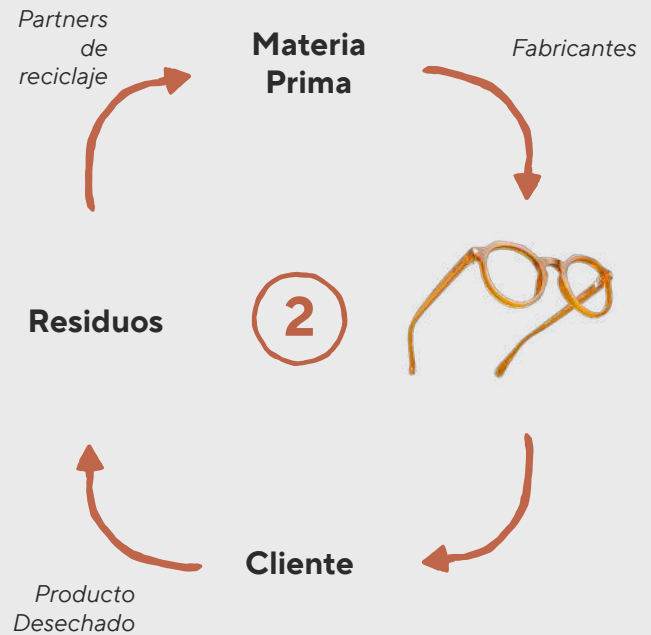 Partners
de
reciclaje
Materia
Prima
Fabricantes
Residuos
2
Cliente
Producto
Desechado